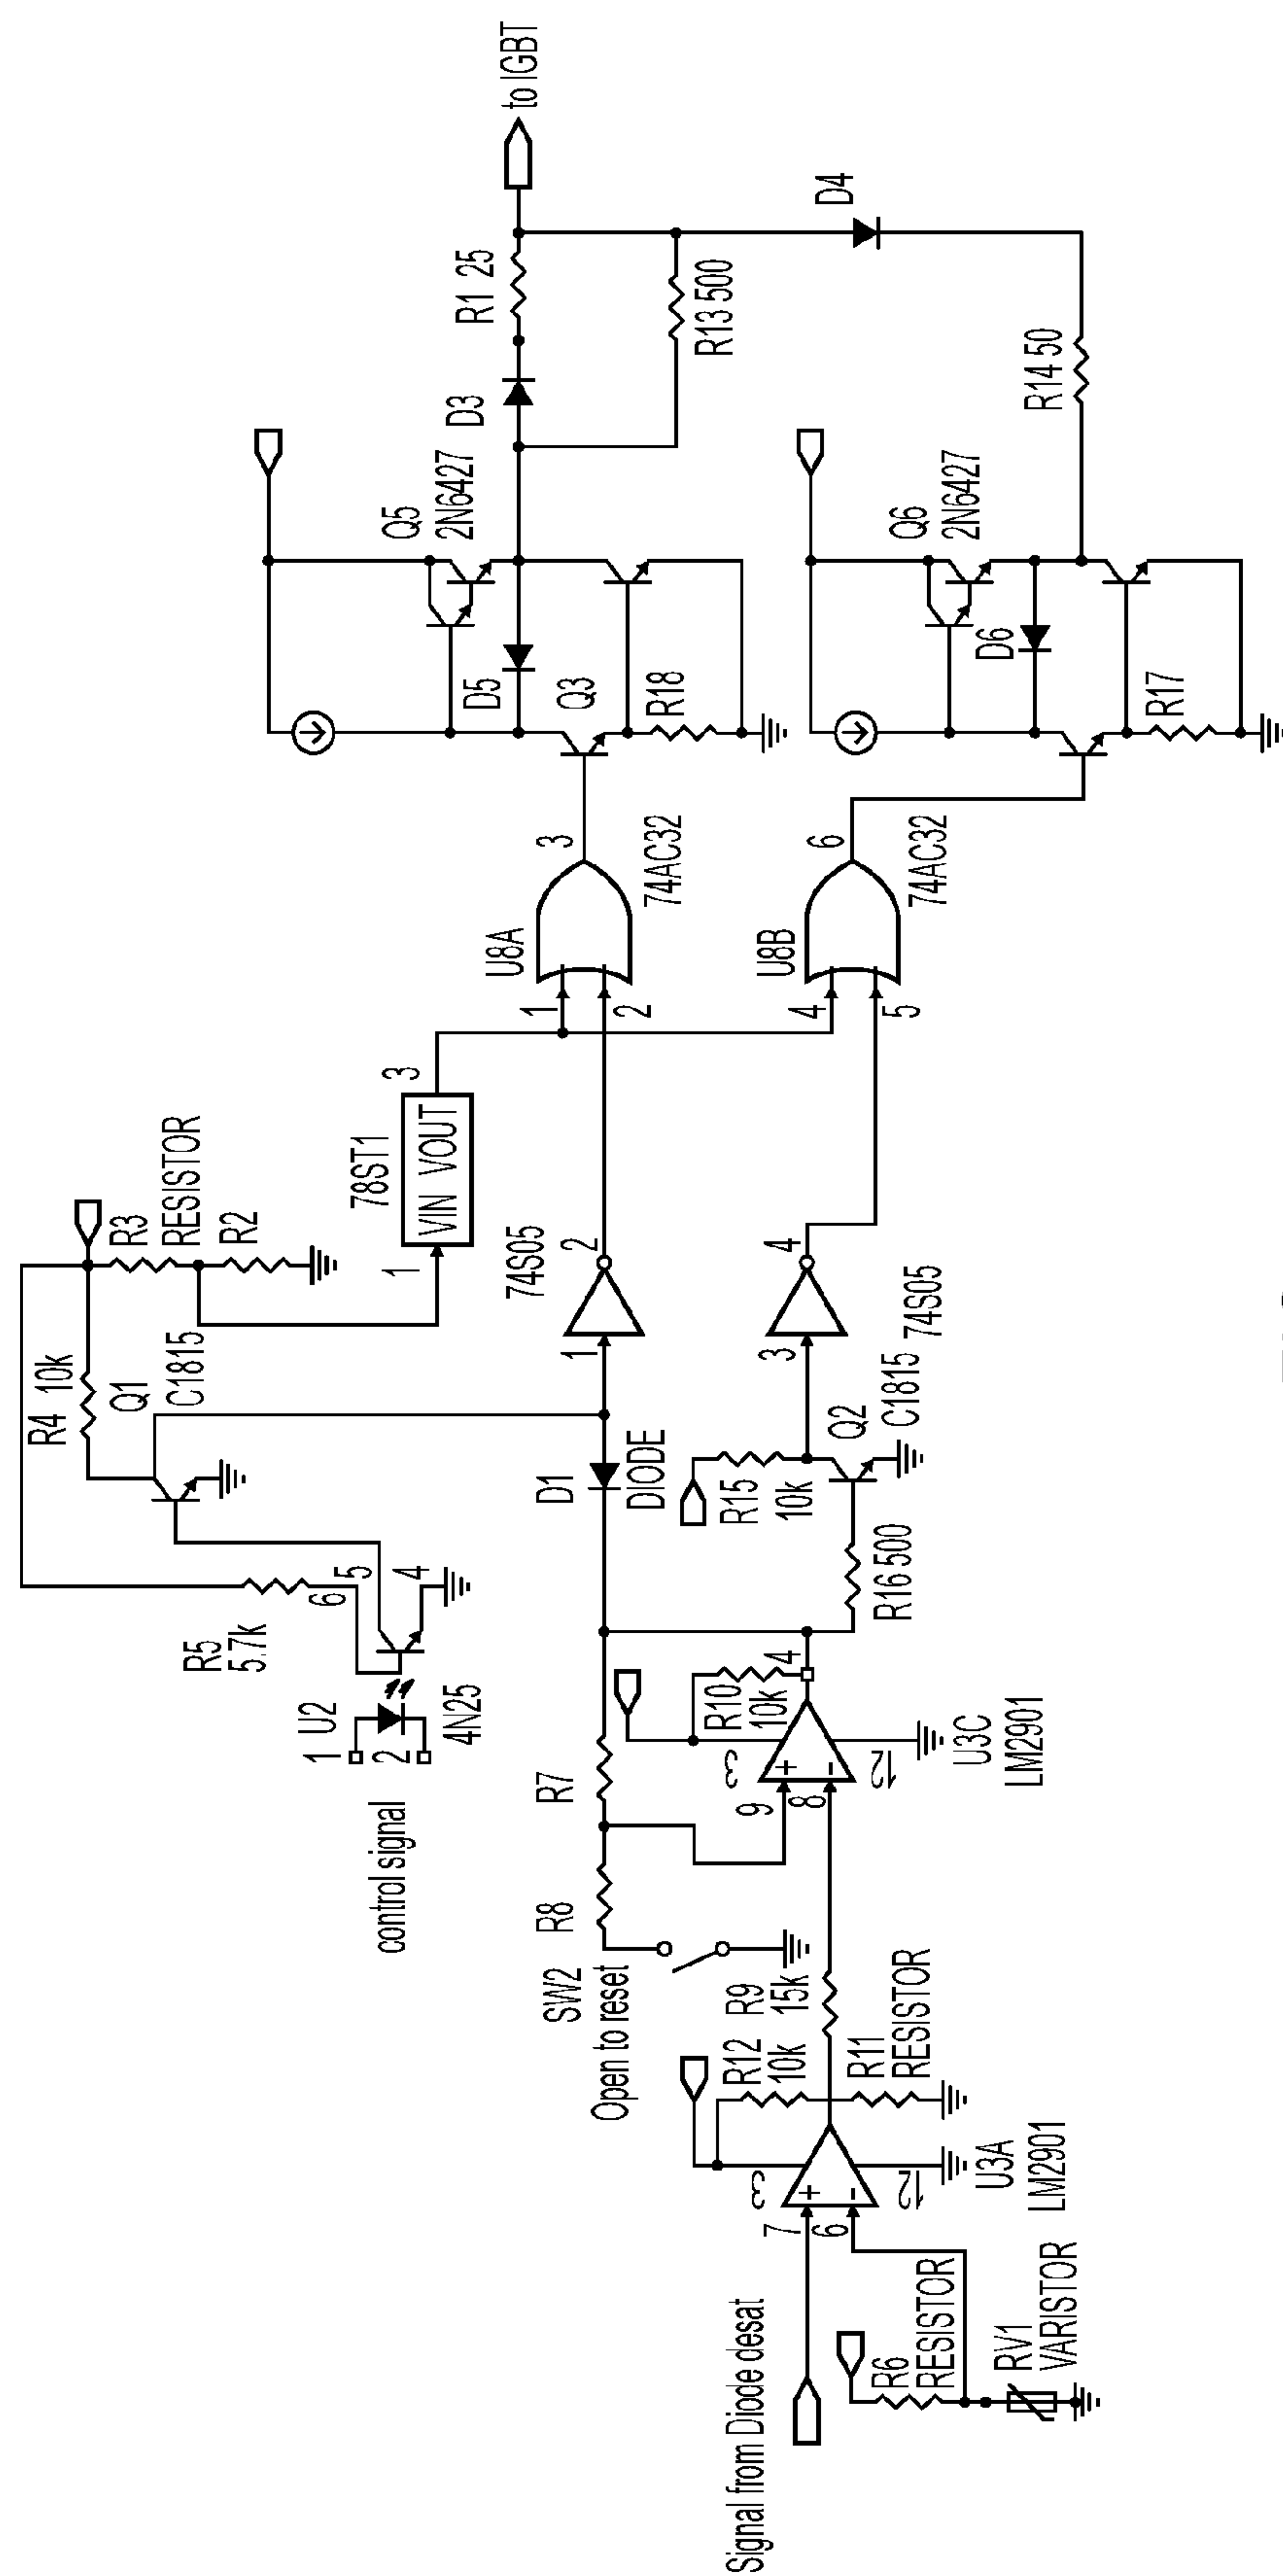 to IGBT
R1 25
D3
R13 500
D4
R14 50
Q5
2N6427
D5
Q3
R18
Q6
2N6427
D6
R17
3
U8A
74AC32
1
2
6
U8B
74AC32
4
5
R3
RESISTOR
R2
78ST1
VIN VOUT
1
3
R4 10k
Q1
C1815
74S05
1
2
74S05
3
4
D1
DIODE
R15
10k
Q2
C1815
R16 500
R5
5.7k
6
5
4
U2
1
2
4N25
control signal
R7
R8
R10
10k
4
3
12
9
8
U3C
LM2901
SW2
Open to reset
R9
15k
R12
10k
R11
RESISTOR
3
12
7
6
U3A
LM2901
Signal from Diode desat
R6
RESISTOR
RV1
VARISTOR